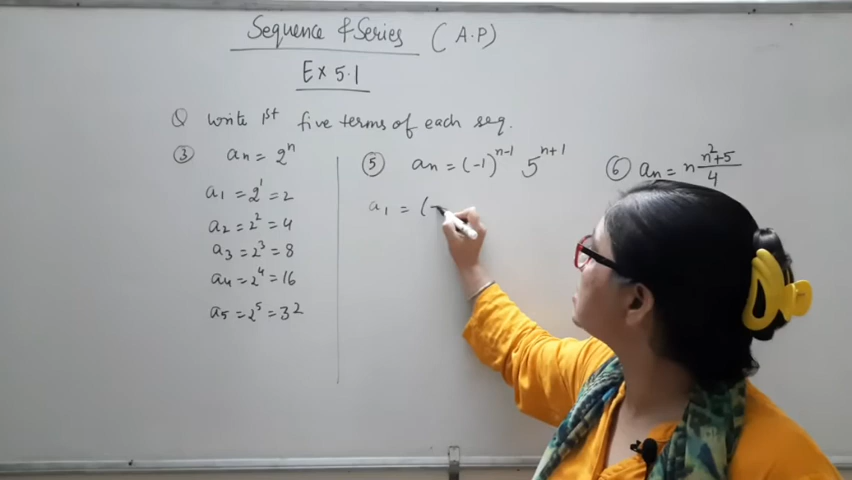 Sequence & Series (A.P)
Ex 5.1
Q Write 1st five terms of each seq.
③ an = 2^n
a1 = 2^1 = 2
a2 = 2^2 = 4
a3 = 2^3 = 8
a4 = 2^4 = 16
a5 = 2^5 = 32
⑤ an = (-1)^n-1 5^n+1
a1 = (-
⑥ an = n n^2+5/4